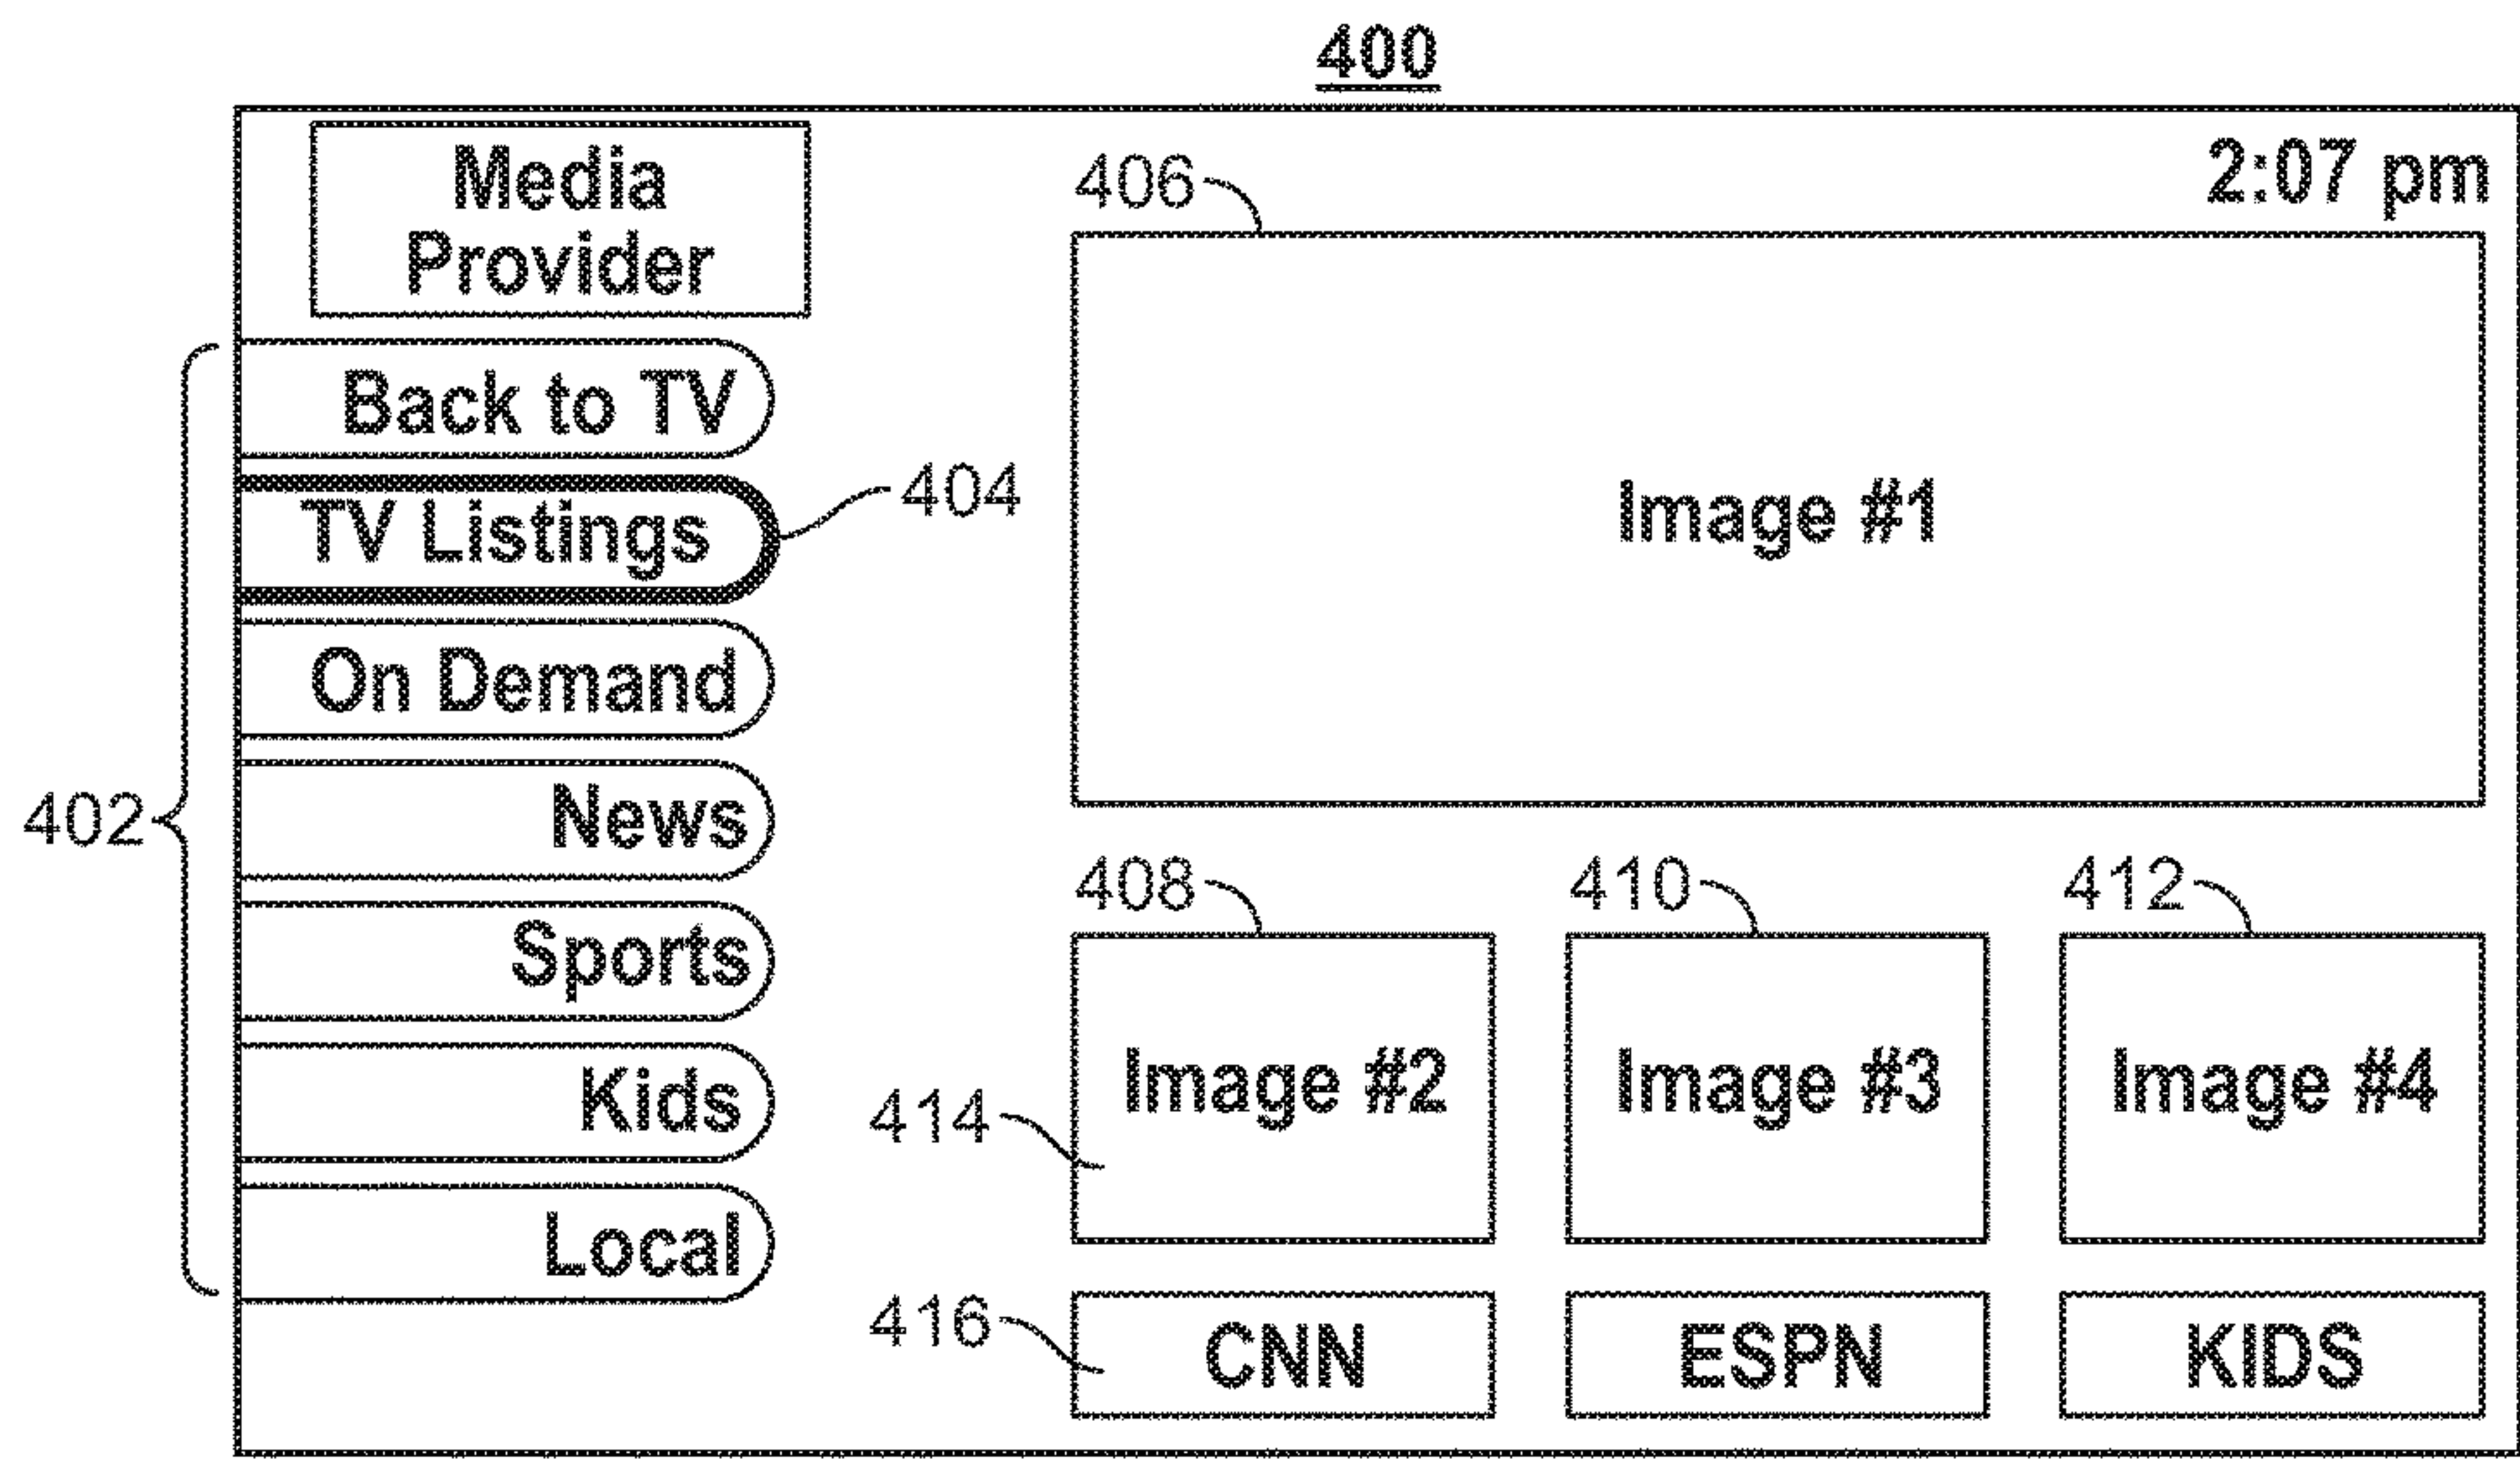 400
Media
Provider
2:07 pm
406
Back to TV
TV Listings
404
Image #1
On Demand
402
News
408
410
412
Sports
Image #2
Image #3
Image #4
414
Kids
Local
416
CNN
ESPN
KIDS